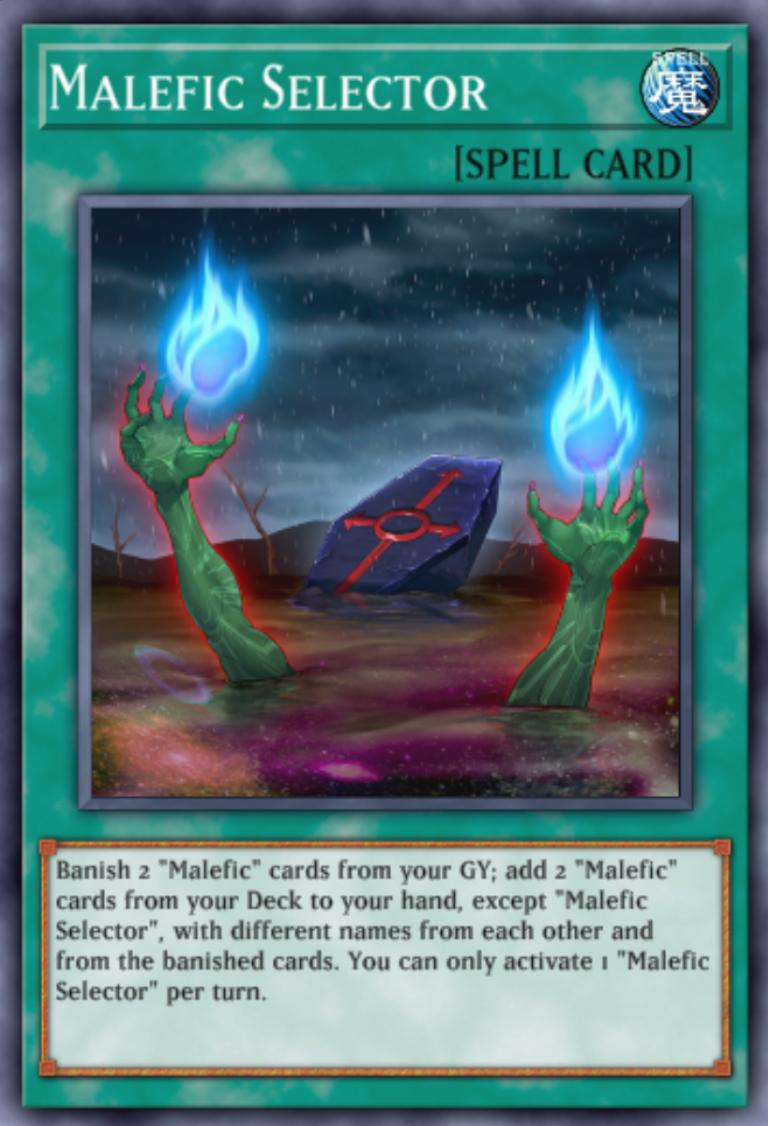 MALEFIC SELECTOR
SPELL
魔
[SPELL CARD]
Banish 2 "Malefic" cards from your GY; add 2 "Malefic"
cards from your Deck to your hand, except "Malefic
Selector", with different names from each other and
from the banished cards. You can only activate 1 "Malefic
Selector" per turn.